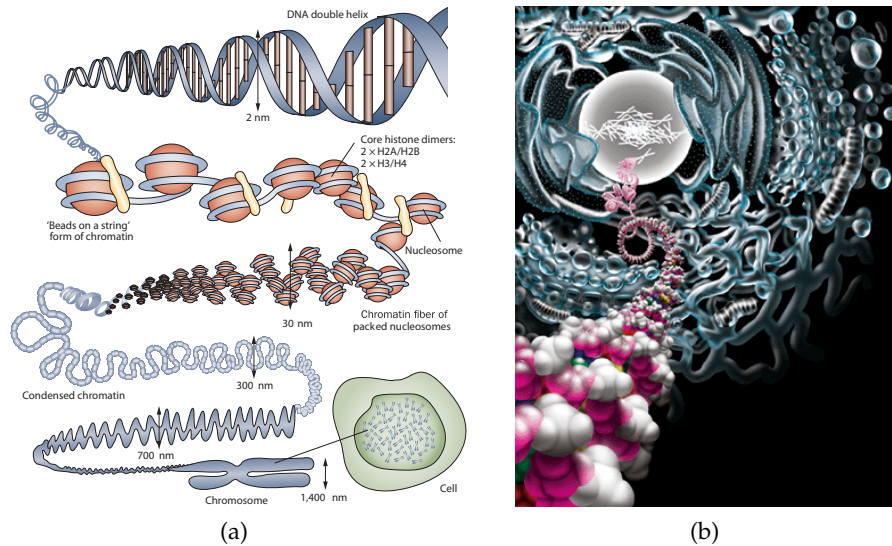 DNA double helix
2 nm
Core histone dimers:
2 × H2A/H2B
2 × H3/H4
'Beads on a string'
form of chromatin
Nucleosome
30 nm
Chromatin fiber of
packed nucleosomes
300 nm
Condensed chromatin
700 nm
Chromosome
1,400 nm
Cell
(a)
(b)